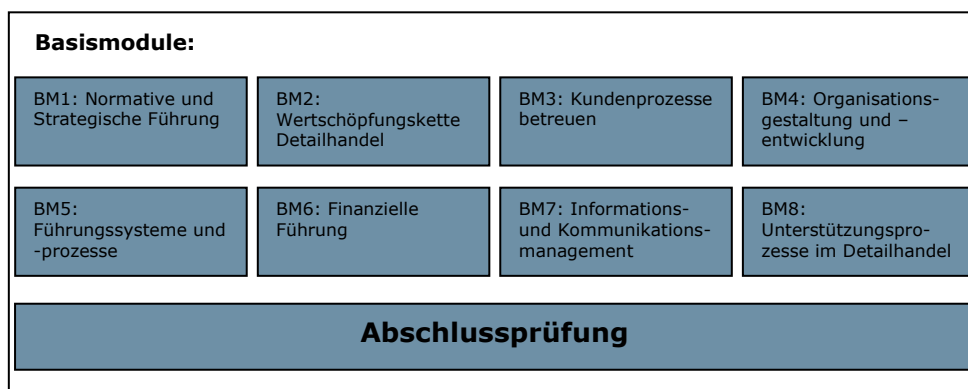 Basismodule:
BM1: Normative und
Strategische Führung
BM2:
Wertschöpfungskette
Detailhandel
BM3: Kundenprozesse
betreuen
BM4: Organisations-
gestaltung und –
entwicklung
BM5:
Führungssysteme und
-prozesse
BM6: Finanzielle
Führung
BM7: Informations-
und Kommunikations-
management
BM8:
Unterstützungspro-
zesse im Detailhandel
Abschlussprüfung